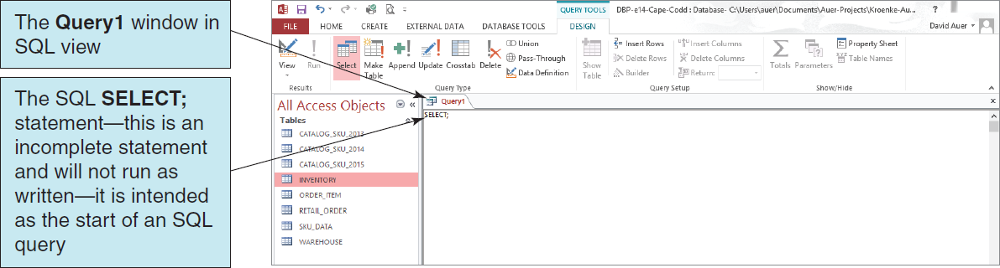 The Query1 window in
SQL view
The SQL SELECT;
statement—this is an
incomplete statement
and will not run as
written—it is intended
as the start of an SQL
query
QUERY TOOLS
DBP-e14-Cape-Codd : Database- C:\Users\auer\Documents\Auer-Projects\Kroenke-Au...
?
FILE HOME CREATE EXTERNAL DATA DATABASE TOOLS DESIGN David Auer
View Run Select Make Table Append Update Crosstab Delete
Union
Pass-Through
Data Definition
Show Table
Insert Rows
Delete Rows
Builder
Insert Columns
Delete Columns
Return:
Totals Parameters
Property Sheet
Table Names
Results Query Type Query Setup Show/Hide
All Access Objects
Tables
CATALOG_SKU_2013
CATALOG_SKU_2014
CATALOG_SKU_2015
INVENTORY
ORDER_ITEM
RETAIL_ORDER
SKU_DATA
WAREHOUSE
Query1
SELECT;